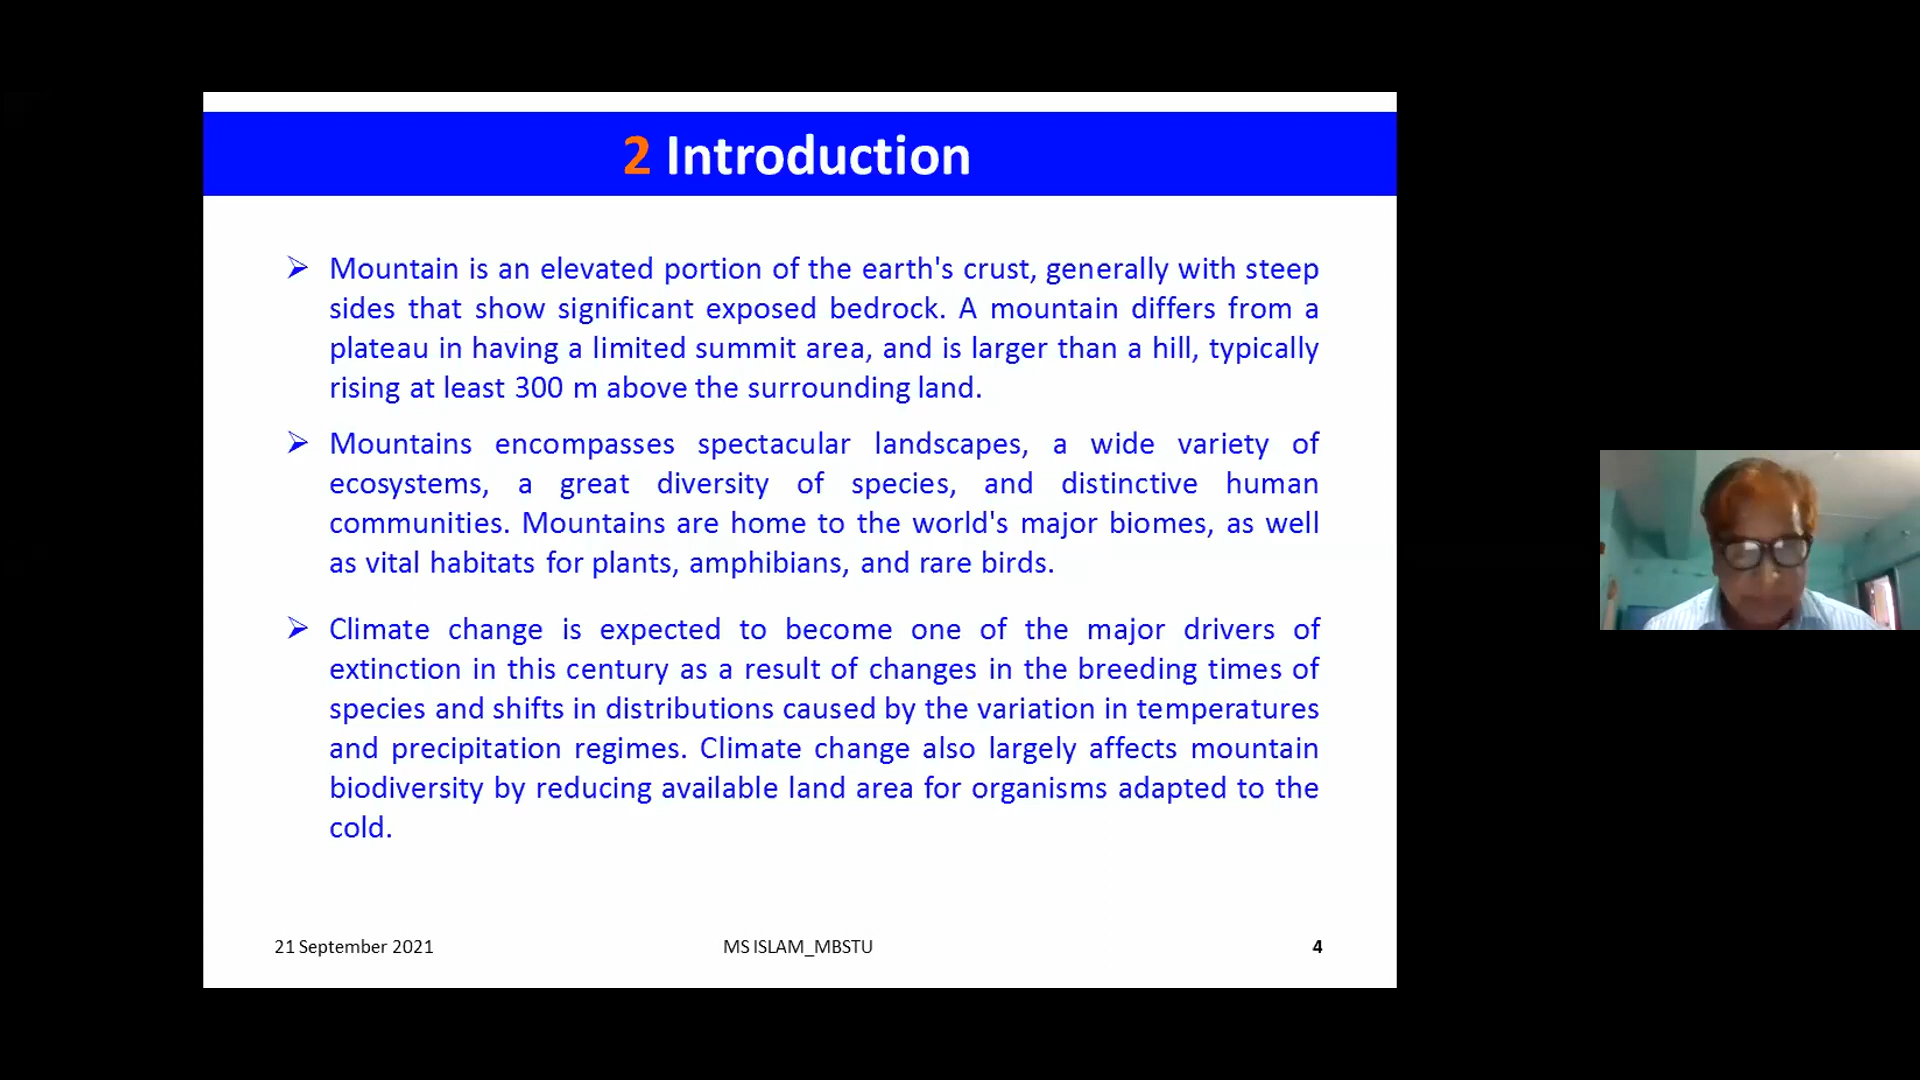 2 Introduction
Mountain is an elevated portion of the earth's crust, generally with steep
sides that show significant exposed bedrock. A mountain differs from a
plateau in having a limited summit area, and is larger than a hill, typically
rising at least 300 m above the surrounding land.
Mountains encompasses spectacular landscapes, a wide variety of
ecosystems, a great diversity of species, and distinctive human
communities. Mountains are home to the world's major biomes, as well
as vital habitats for plants, amphibians, and rare birds.
Climate change is expected to become one of the major drivers of
extinction in this century as a result of changes in the breeding times of
species and shifts in distributions caused by the variation in temperatures
and precipitation regimes. Climate change also largely affects mountain
biodiversity by reducing available land area for organisms adapted to the
cold.
21 September 2021
MS ISLAM_MBSTU
4